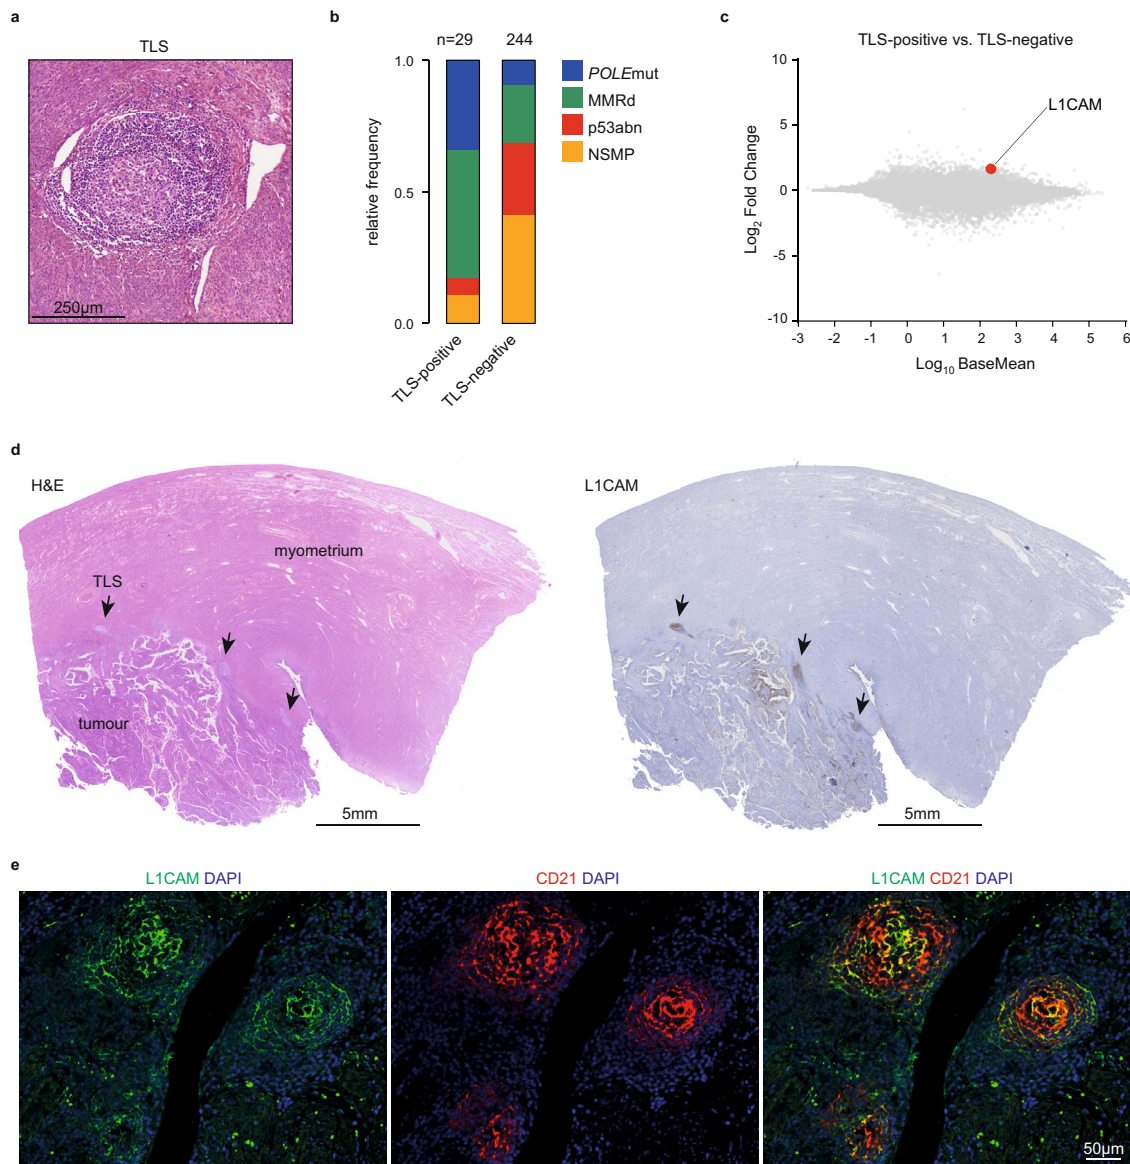 a
TLS
250µm
b
n=29 244
1.0
0.5
0.0
relative frequency
TLS-positive
TLS-negative
POLEmut
MMRd
p53abn
NSMP
c
TLS-positive vs. TLS-negative
10
5
0
-5
-10
Log2 Fold Change
L1CAM
-3 -2 -1 0 1 2 3 4 5 6
Log10 BaseMean
d
H&E
myometrium
TLS
tumour
5mm
L1CAM
5mm
e
L1CAM DAPI
CD21 DAPI
L1CAM CD21 DAPI
50µm